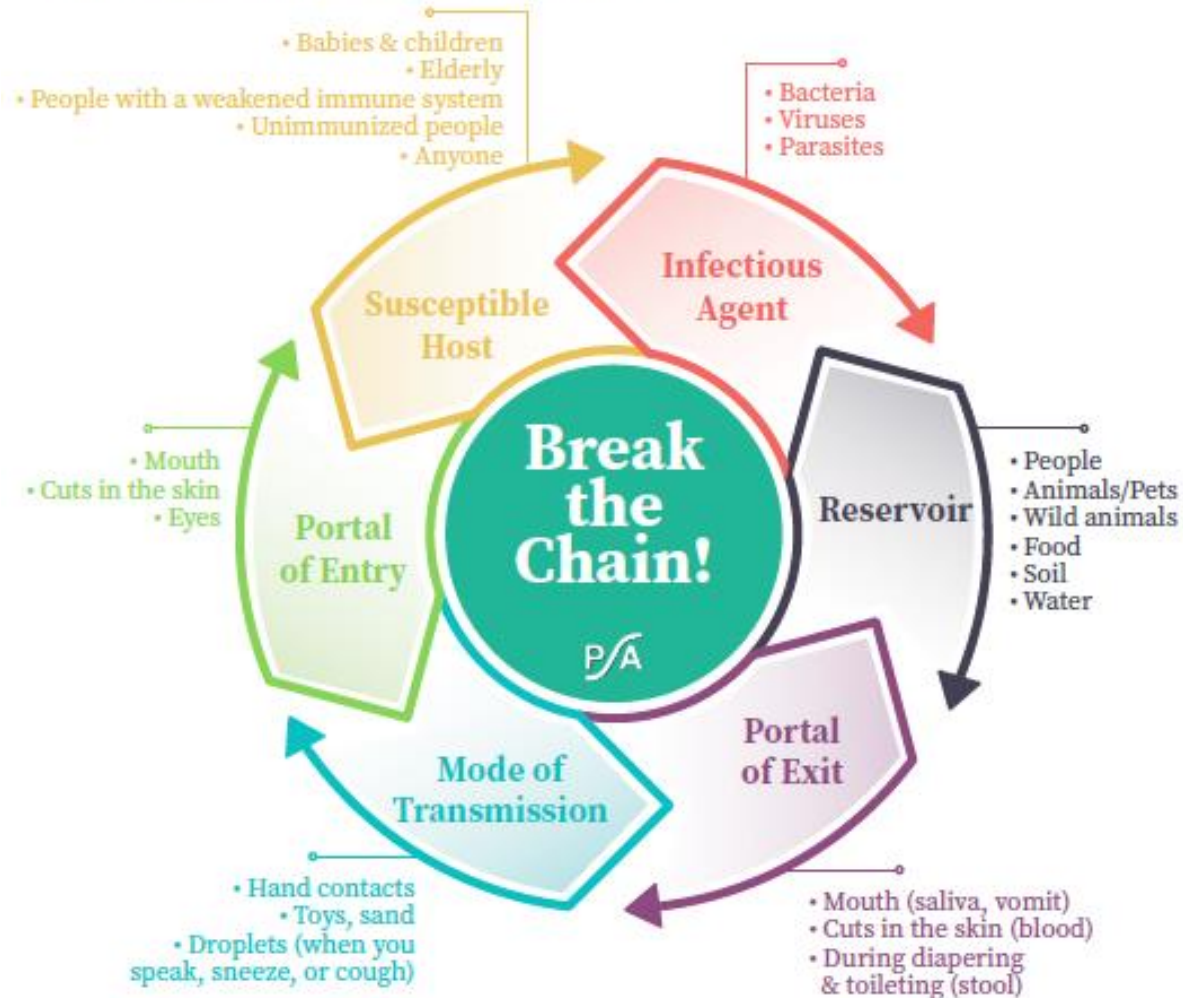 • Babies & children
• Elderly
• People with a weakened immune system
• Unimmunized people
• Anyone
• Bacteria
• Viruses
• Parasites
Susceptible
Host
Infectious
Agent
Break
the
Chain!
PSA
Reservoir
• People
• Animals/Pets
• Wild animals
• Food
• Soil
• Water
• Mouth
• Cuts in the skin
• Eyes
Portal
of Entry
Portal
of Exit
Mode of
Transmission
• Hand contacts
• Toys, sand
• Droplets (when you
speak, sneeze, or cough)
• Mouth (saliva, vomit)
• Cuts in the skin (blood)
• During diapering
& toileting (stool)